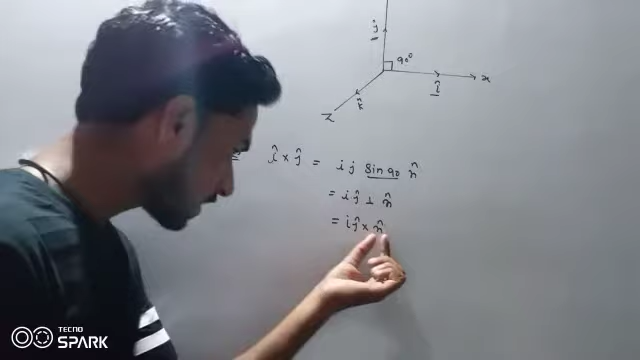 ĵ
90°
x
î
k̂
z
î × ĵ = i j sin 90 n̂
= i ĵ 1 n̂
= i ĵ × n̂
TECNO
SPARK